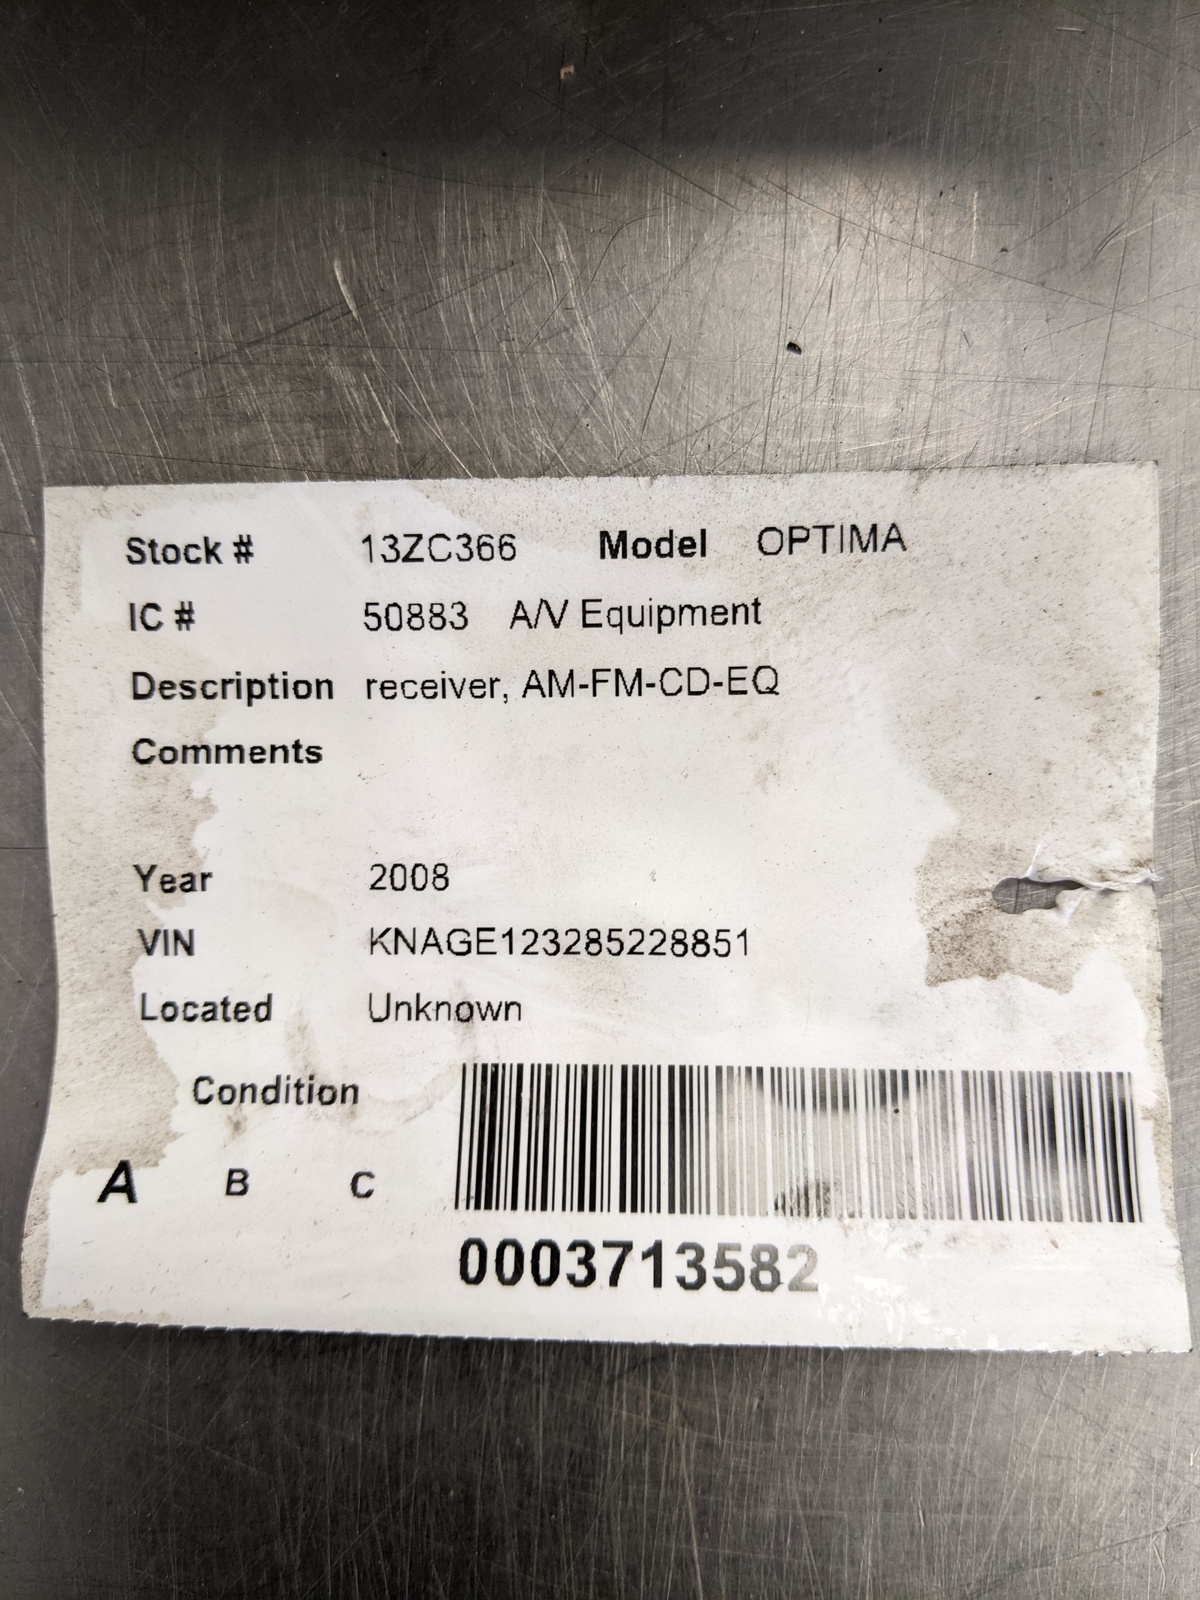 Stock # 13ZC366 Model OPTIMA
IC # 50883 A/V Equipment
Description receiver, AM-FM-CD-EQ
Comments
Year 2008
VIN KNAGE123285228851
Located Unknown
Condition
A B C
0003713582